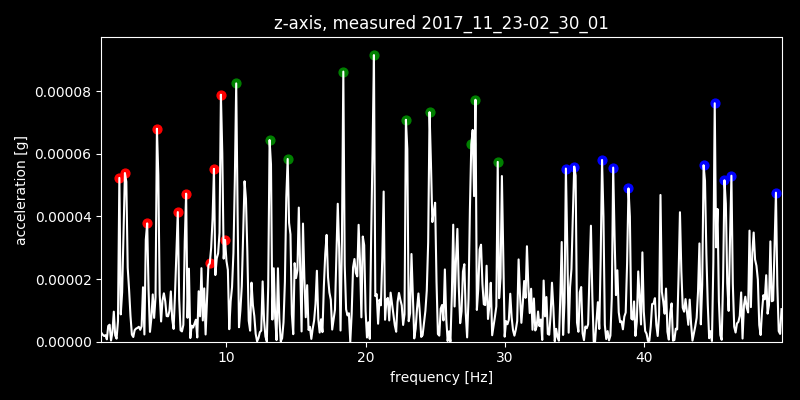 z-axis, measured 2017_11_23-02_30_01
acceleration [g]
0.00008
0.00006
0.00004
0.00002
0.00000
10 20 30 40
frequency [Hz]